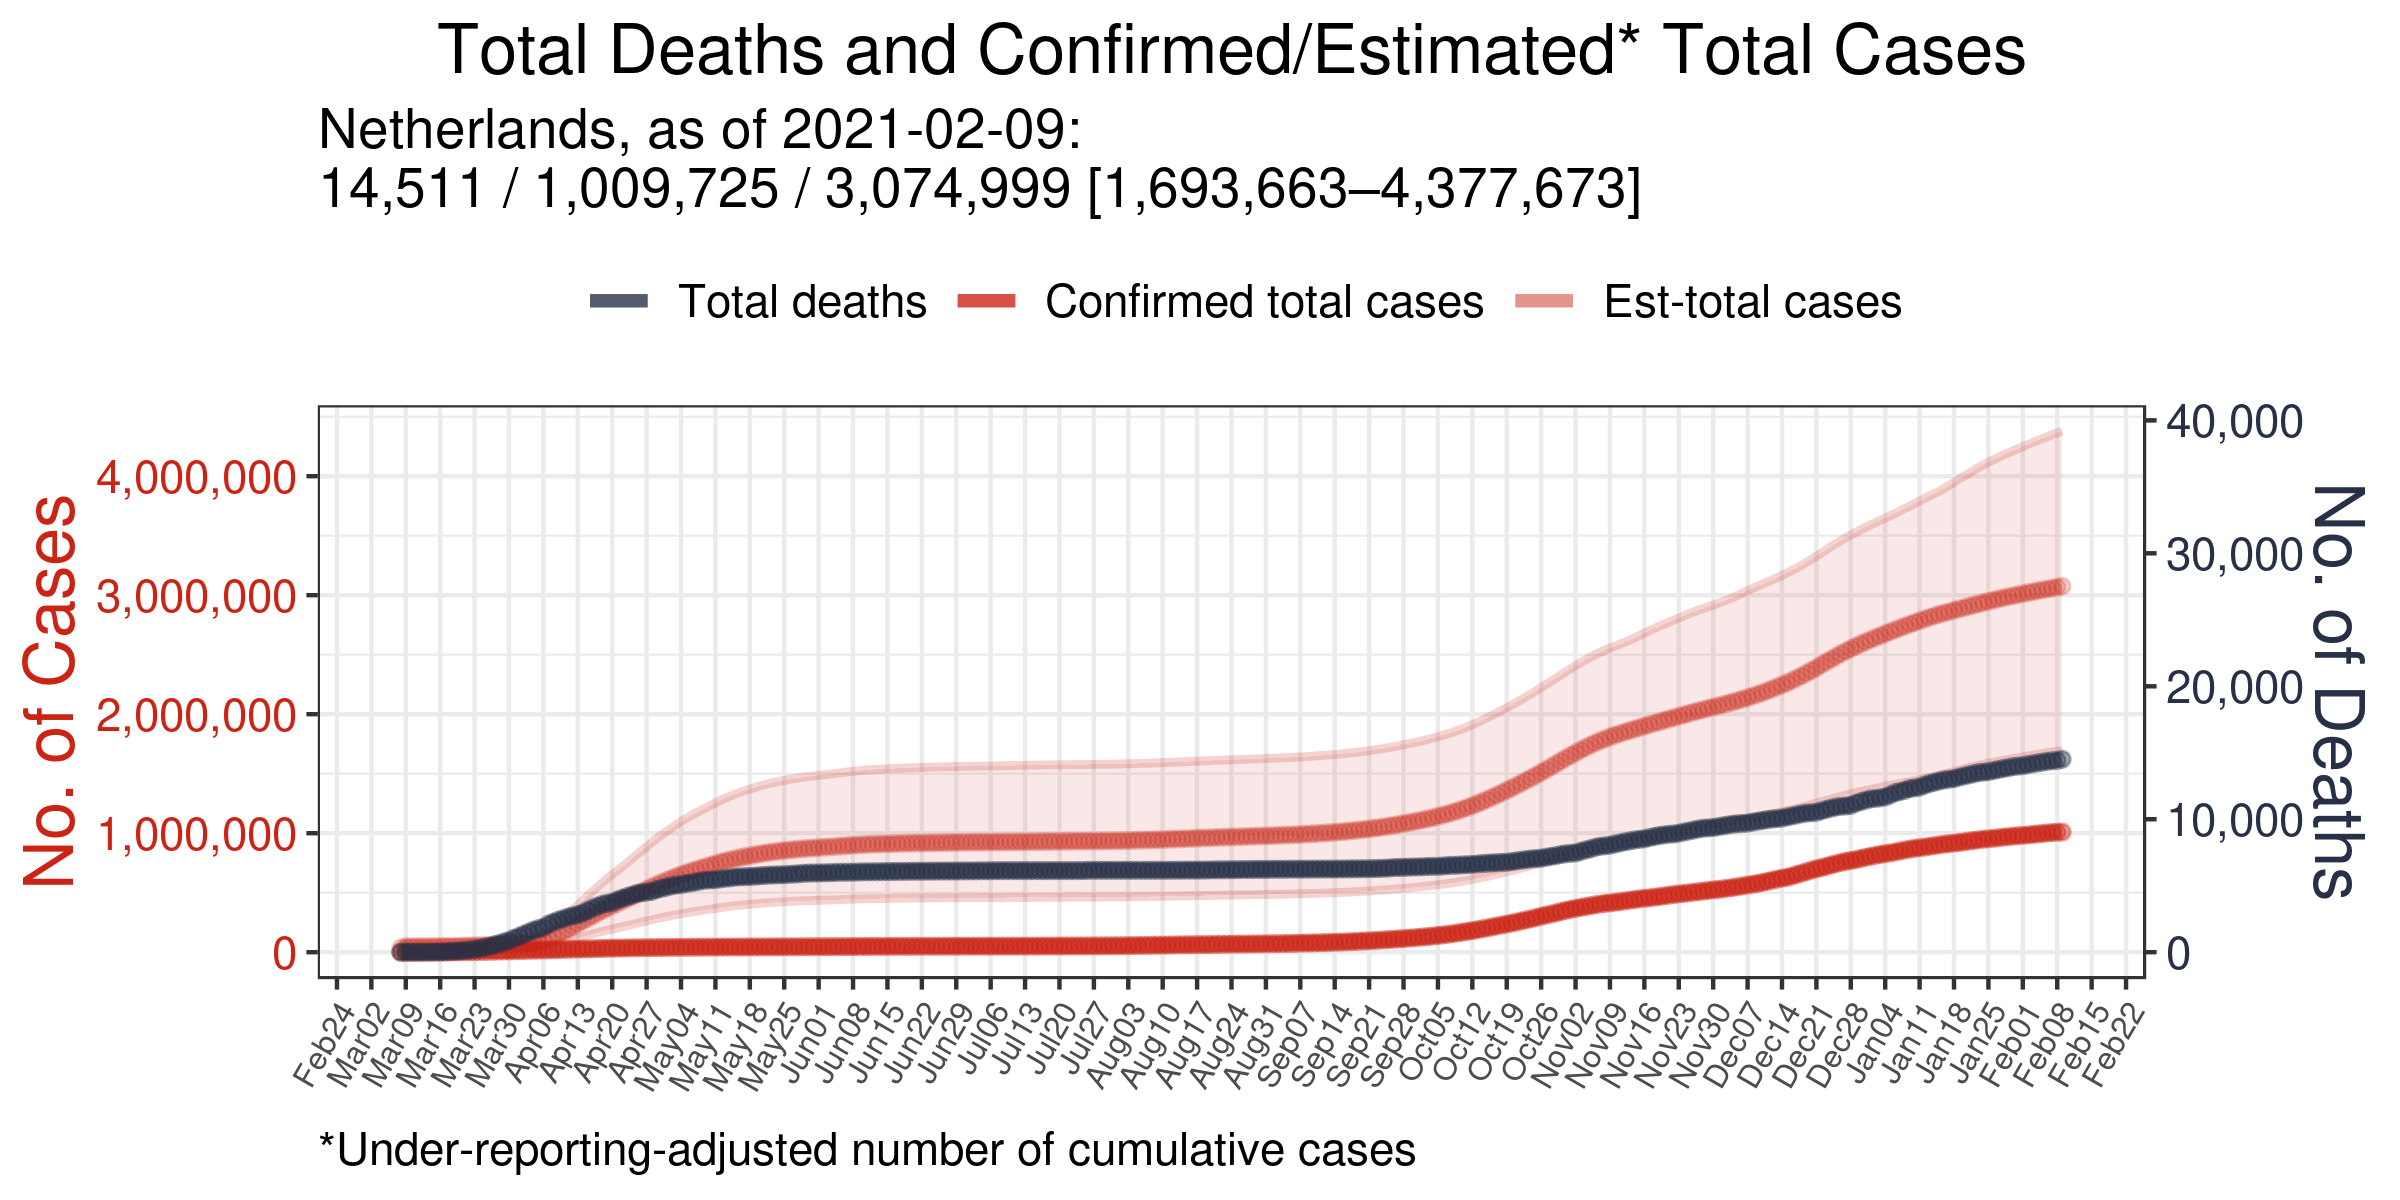 Total Deaths and Confirmed/Estimated* Total Cases
Netherlands, as of 2021-02-09:
14,511 / 1,009,725 / 3,074,999 [1,693,663–4,377,673]
Total deaths
Confirmed total cases
Est-total cases
No. of Cases
4,000,000
3,000,000
2,000,000
1,000,000
0
40,000
30,000
20,000
10,000
0
No. of Deaths
Feb24
Mar02
Mar09
Mar16
Mar23
Mar30
Apr06
Apr13
Apr20
Apr27
May04
May11
May18
May25
Jun01
Jun08
Jun15
Jun22
Jun29
Jul06
Jul13
Jul20
Jul27
Aug03
Aug10
Aug17
Aug24
Aug31
Sep07
Sep14
Sep21
Sep28
Oct05
Oct12
Oct19
Oct26
Nov02
Nov09
Nov16
Nov23
Nov30
Dec07
Dec14
Dec21
Dec28
Jan04
Jan11
Jan18
Jan25
Feb01
Feb08
Feb15
Feb22
*Under-reporting-adjusted number of cumulative cases